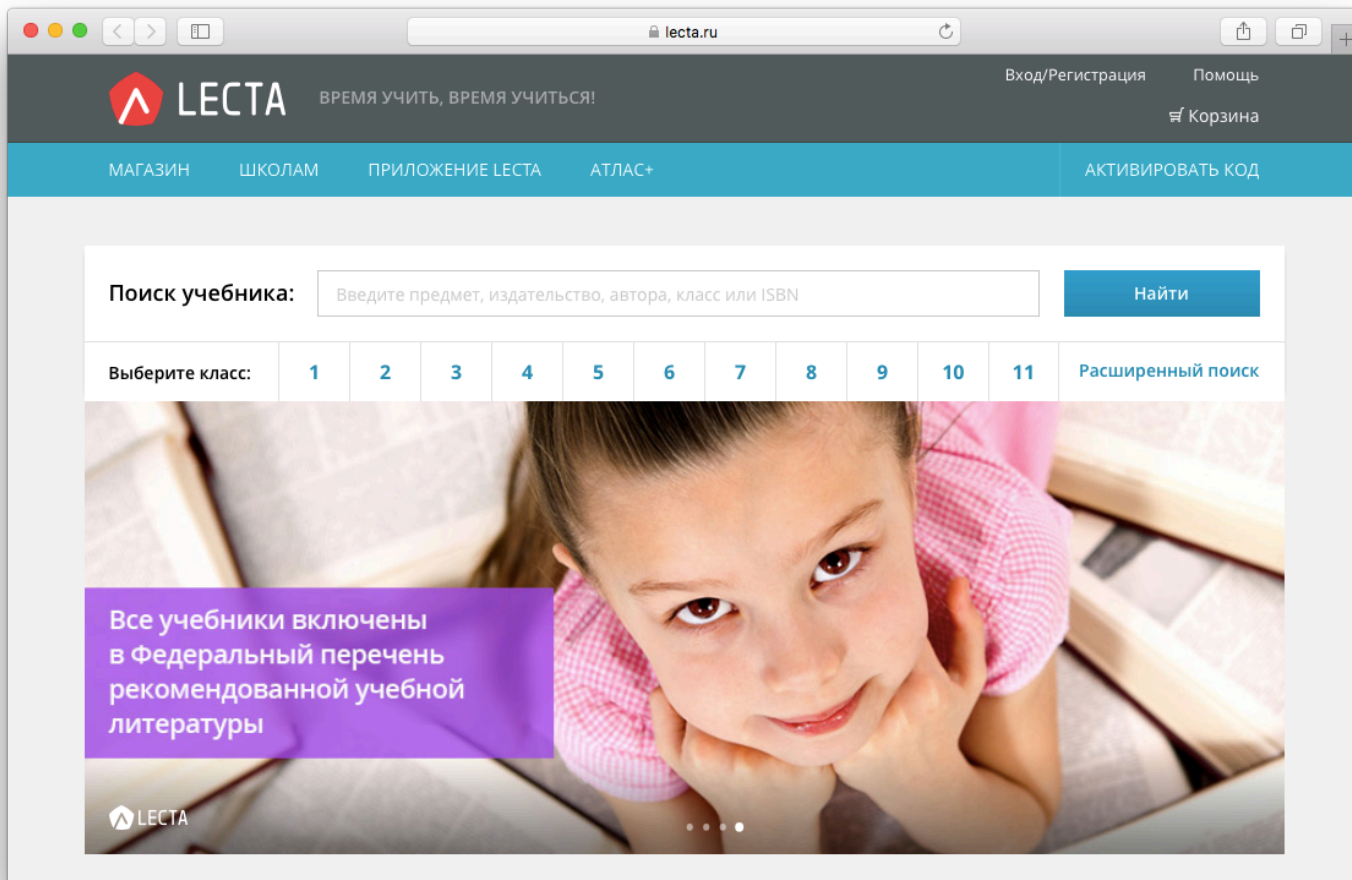 lecta.ru
LECTA ВРЕМЯ УЧИТЬ, ВРЕМЯ УЧИТЬСЯ!
Вход/Регистрация Помощь
Корзина
МАГАЗИН ШКОЛАМ ПРИЛОЖЕНИЕ LECTA АТЛАС+ АКТИВИРОВАТЬ КОД
Поиск учебника: Введите предмет, издательство, автора, класс или ISBN Найти
Выберите класс: 1 2 3 4 5 6 7 8 9 10 11 Расширенный поиск
Все учебники включены
в Федеральный перечень
рекомендованной учебной
литературы
LECTA